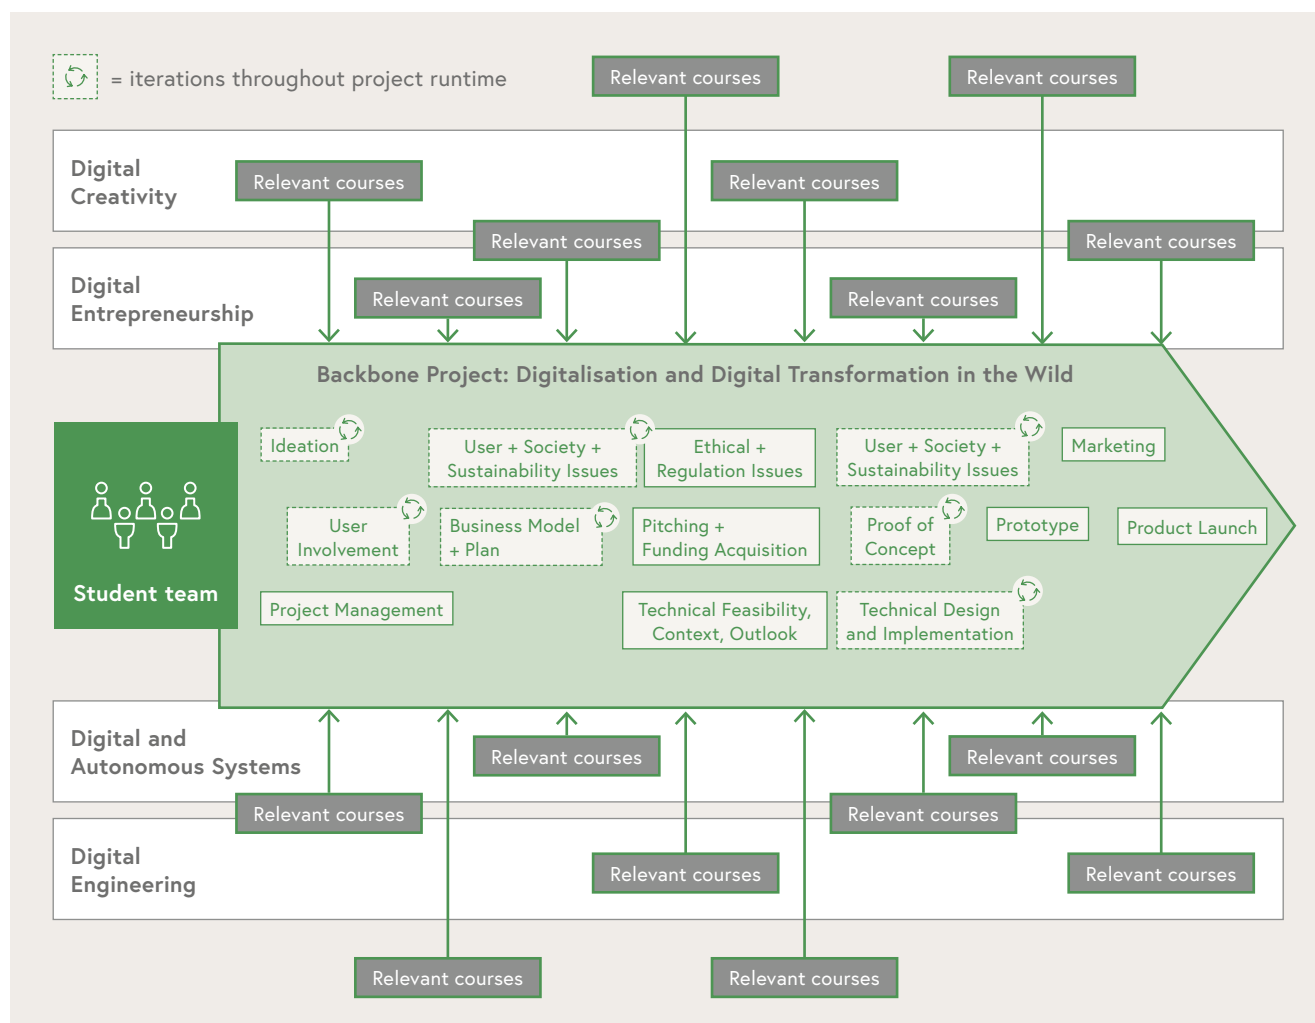 = iterations throughout project runtime
Relevant courses
Relevant courses
Digital
Creativity
Relevant courses
Relevant courses
Relevant courses
Relevant courses
Digital
Entrepreneurship
Relevant courses
Relevant courses
Backbone Project: Digitalisation and Digital Transformation in the Wild
Student team
Ideation
User + Society +
Sustainability Issues
Ethical +
Regulation Issues
User + Society +
Sustainability Issues
Marketing
User
Involvement
Business Model
+ Plan
Pitching +
Funding Acquisition
Proof of
Concept
Prototype
Product Launch
Project Management
Technical Feasibility,
Context, Outlook
Technical Design
and Implementation
Digital and
Autonomous Systems
Relevant courses
Relevant courses
Relevant courses
Relevant courses
Digital
Engineering
Relevant courses
Relevant courses
Relevant courses
Relevant courses